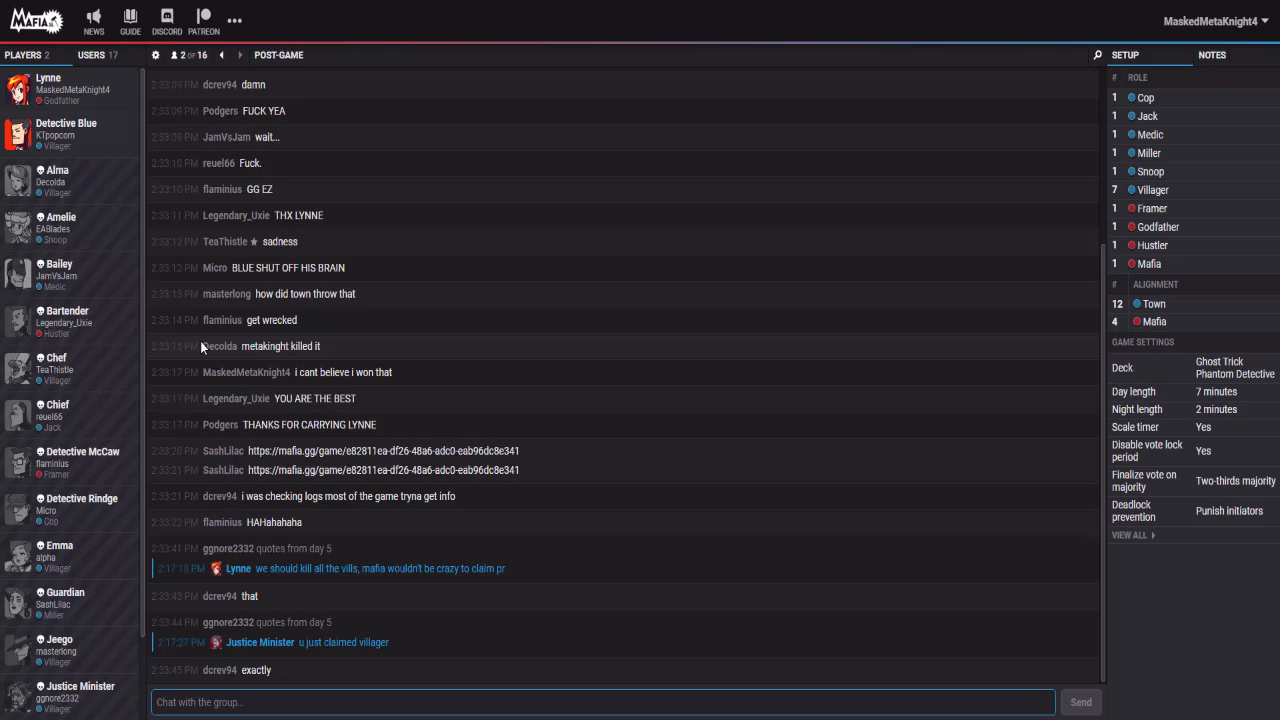 MAFIA
NEWS
GUIDE
DISCORD
PATREON
MaskedMetaKnight4
PLAYERS 2
USERS 17
2 of 16
POST-GAME
SETUP
NOTES
Lynne
MaskedMetaKnight4
Godfather
Detective Blue
KTpopcorn
Villager
Alma
Decolda
Villager
Amelie
EABlades
Snoop
Bailey
JamVsJam
Medic
Bartender
Legendary_Uxie
Hustler
Chef
TeaThistle
Villager
Chief
reuel66
Jack
Detective McCaw
flaminius
Framer
Detective Rindge
Micro
Cop
Emma
alpha
Villager
Guardian
SashLilac
Miller
Jeego
masterlong
Villager
Justice Minister
ggnore2332
Villager
2:33:09 PM dcrev94 damn
2:33:09 PM Podgers FUCK YEA
2:33:09 PM JamVsJam wait...
2:33:10 PM reuel66 Fuck.
2:33:10 PM flaminius GG EZ
2:33:11 PM Legendary_Uxie THX LYNNE
2:33:12 PM TeaThistle ★ sadness
2:33:12 PM Micro BLUE SHUT OFF HIS BRAIN
2:33:13 PM masterlong how did town throw that
2:33:14 PM flaminius get wrecked
2:33:15 PM Decolda metakinght killed it
2:33:17 PM MaskedMetaKnight4 i cant believe i won that
2:33:17 PM Legendary_Uxie YOU ARE THE BEST
2:33:17 PM Podgers THANKS FOR CARRYING LYNNE
2:33:20 PM SashLilac https://mafia.gg/game/e82811ea-df26-48a6-adc0-eab96dc8e341
2:33:21 PM SashLilac https://mafia.gg/game/e82811ea-df26-48a6-adc0-eab96dc8e341
2:33:21 PM dcrev94 i was checking logs most of the game tryna get info
2:33:22 PM flaminius HAHahahaha
2:33:41 PM ggnore2332 quotes from day 5
2:17:18 PM Lynne we should kill all the vills, mafia wouldn't be crazy to claim pr
2:33:43 PM dcrev94 that
2:33:44 PM ggnore2332 quotes from day 5
2:17:27 PM Justice Minister u just claimed villager
2:33:45 PM dcrev94 exactly
Chat with the group...
Send
# ROLE
1 Cop
1 Jack
1 Medic
1 Miller
1 Snoop
7 Villager
1 Framer
1 Godfather
1 Hustler
1 Mafia
# ALIGNMENT
12 Town
4 Mafia
GAME SETTINGS
Deck Ghost Trick
Phantom Detective
Day length 7 minutes
Night length 2 minutes
Scale timer Yes
Disable vote lock
period Yes
Finalize vote on
majority Two-thirds majority
Deadlock
prevention Punish initiators
VIEW ALL